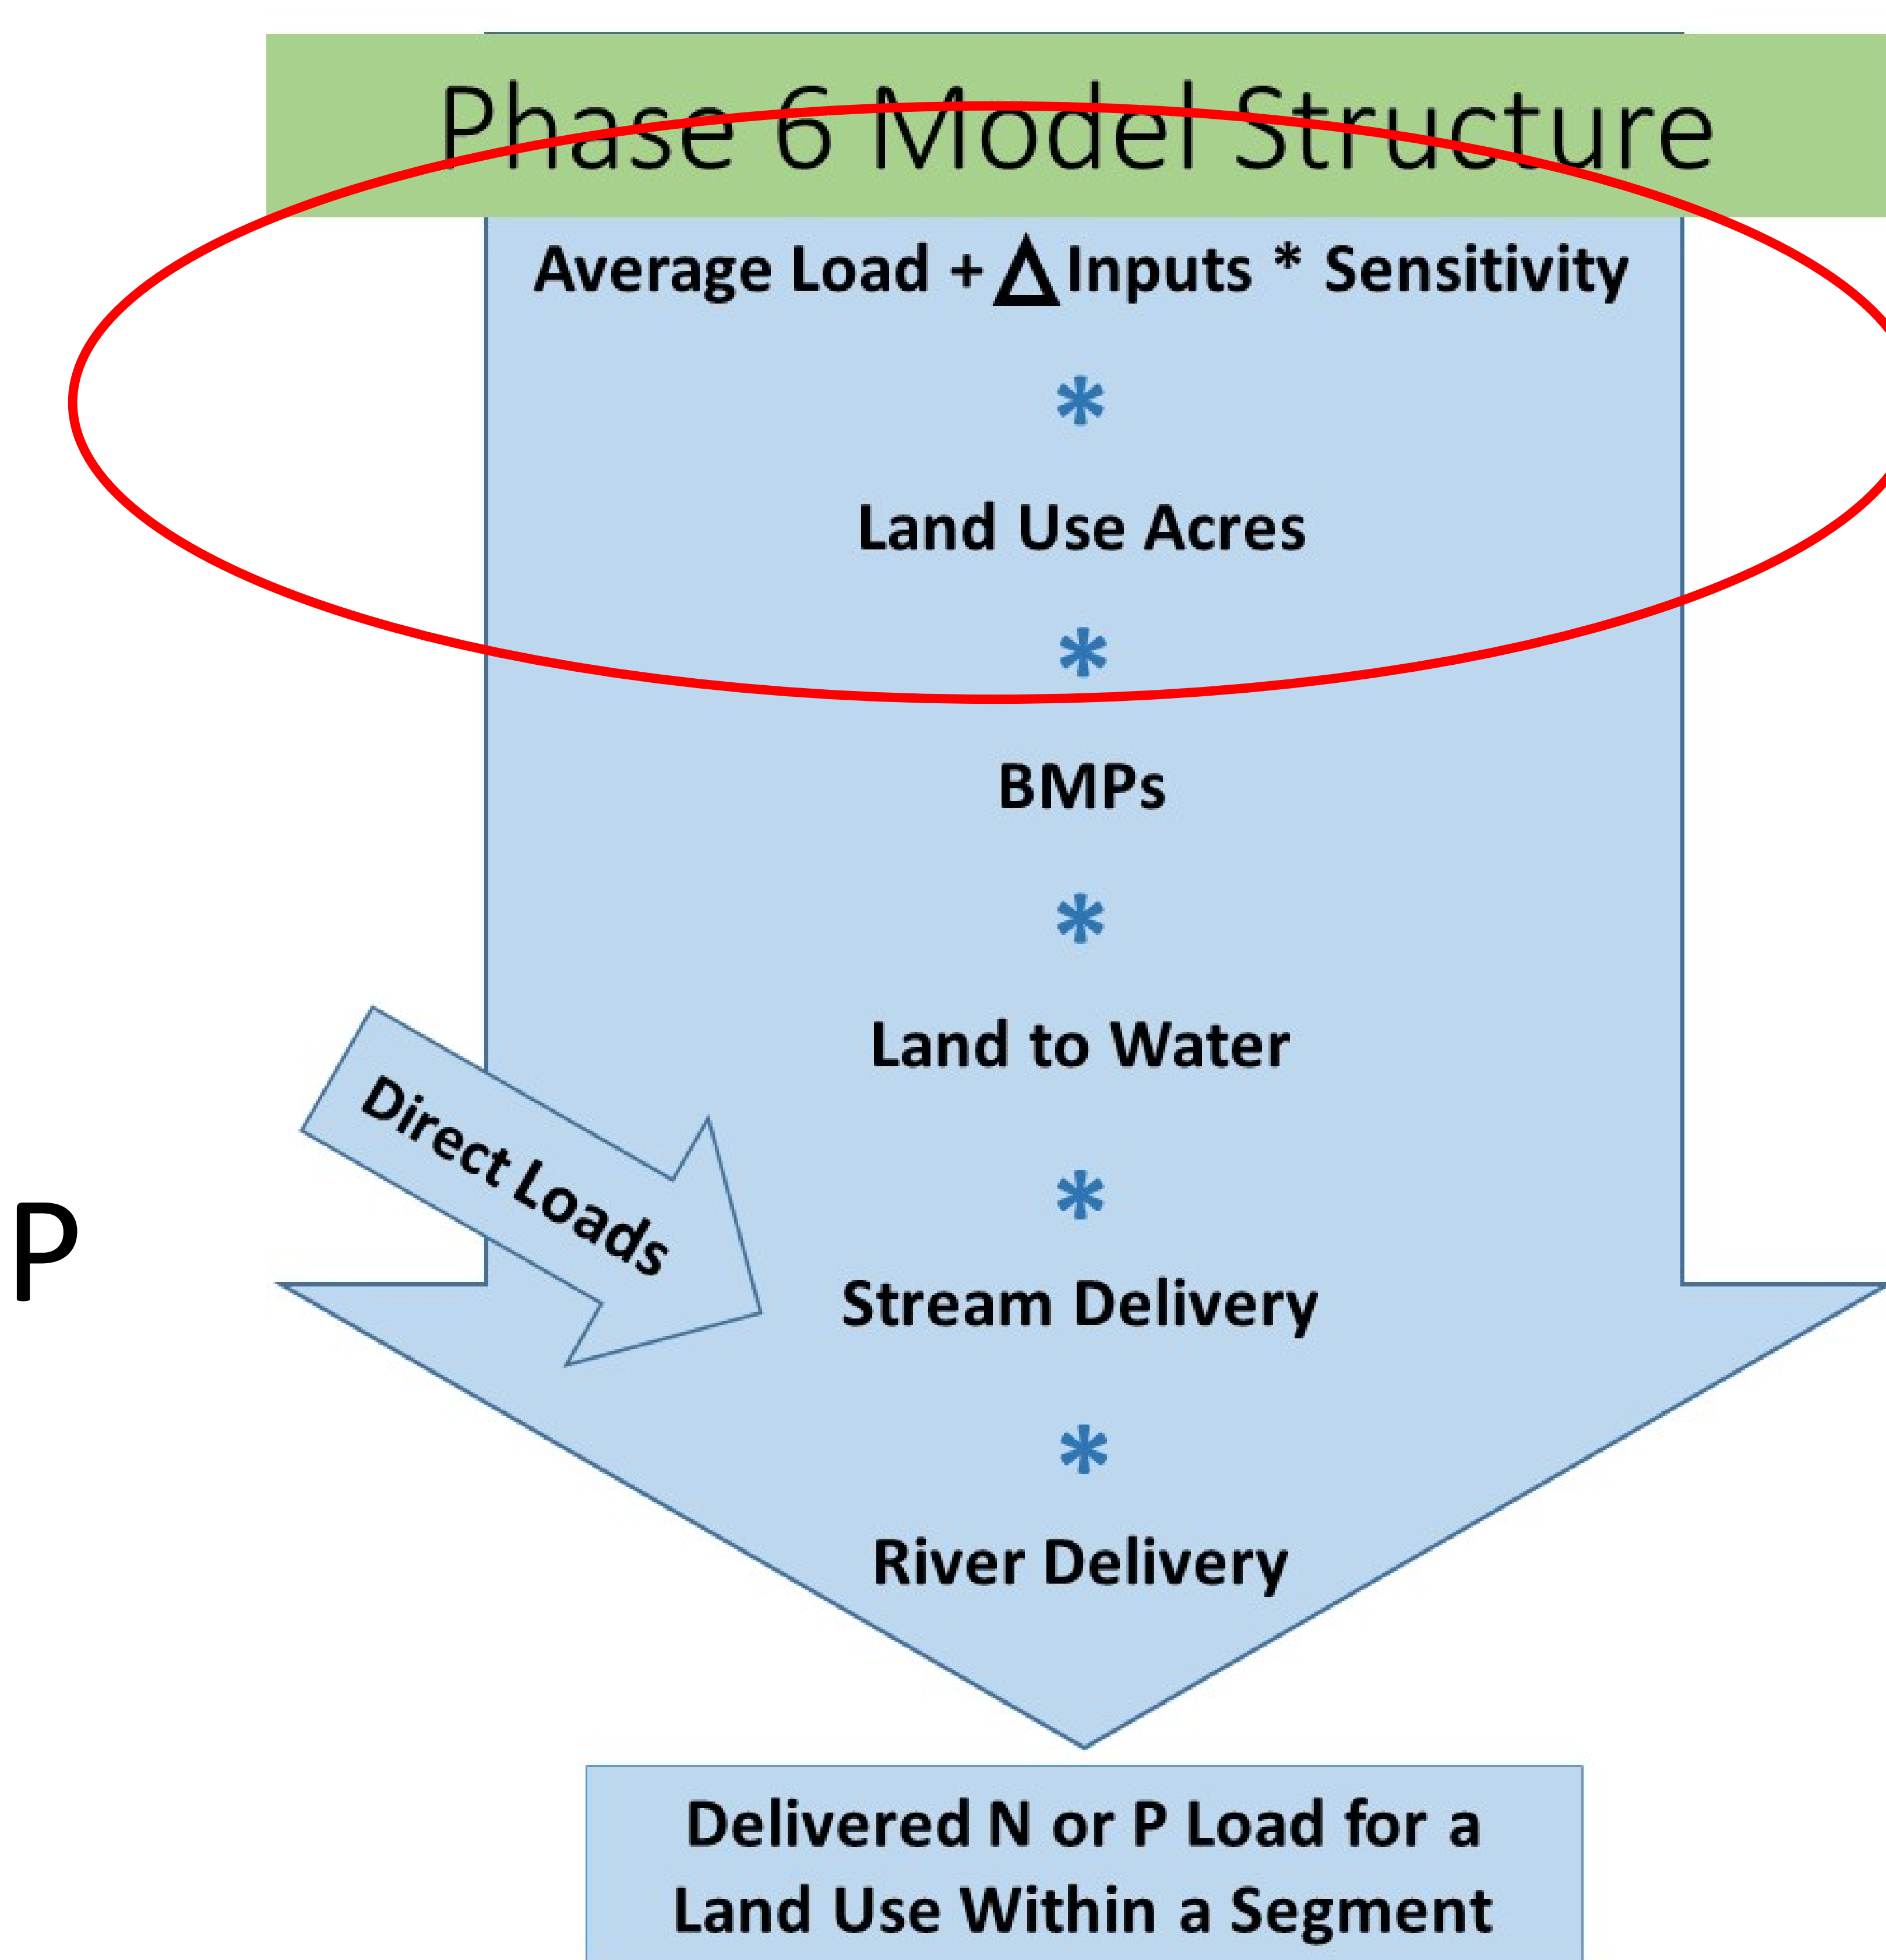 Phase 6 Model Structure
Average Load + Δ Inputs * Sensitivity
*
Land Use Acres
*
BMPs
*
Land to Water
*
Direct Loads
P
Stream Delivery
*
River Delivery
Delivered N or P Load for a
Land Use Within a Segment